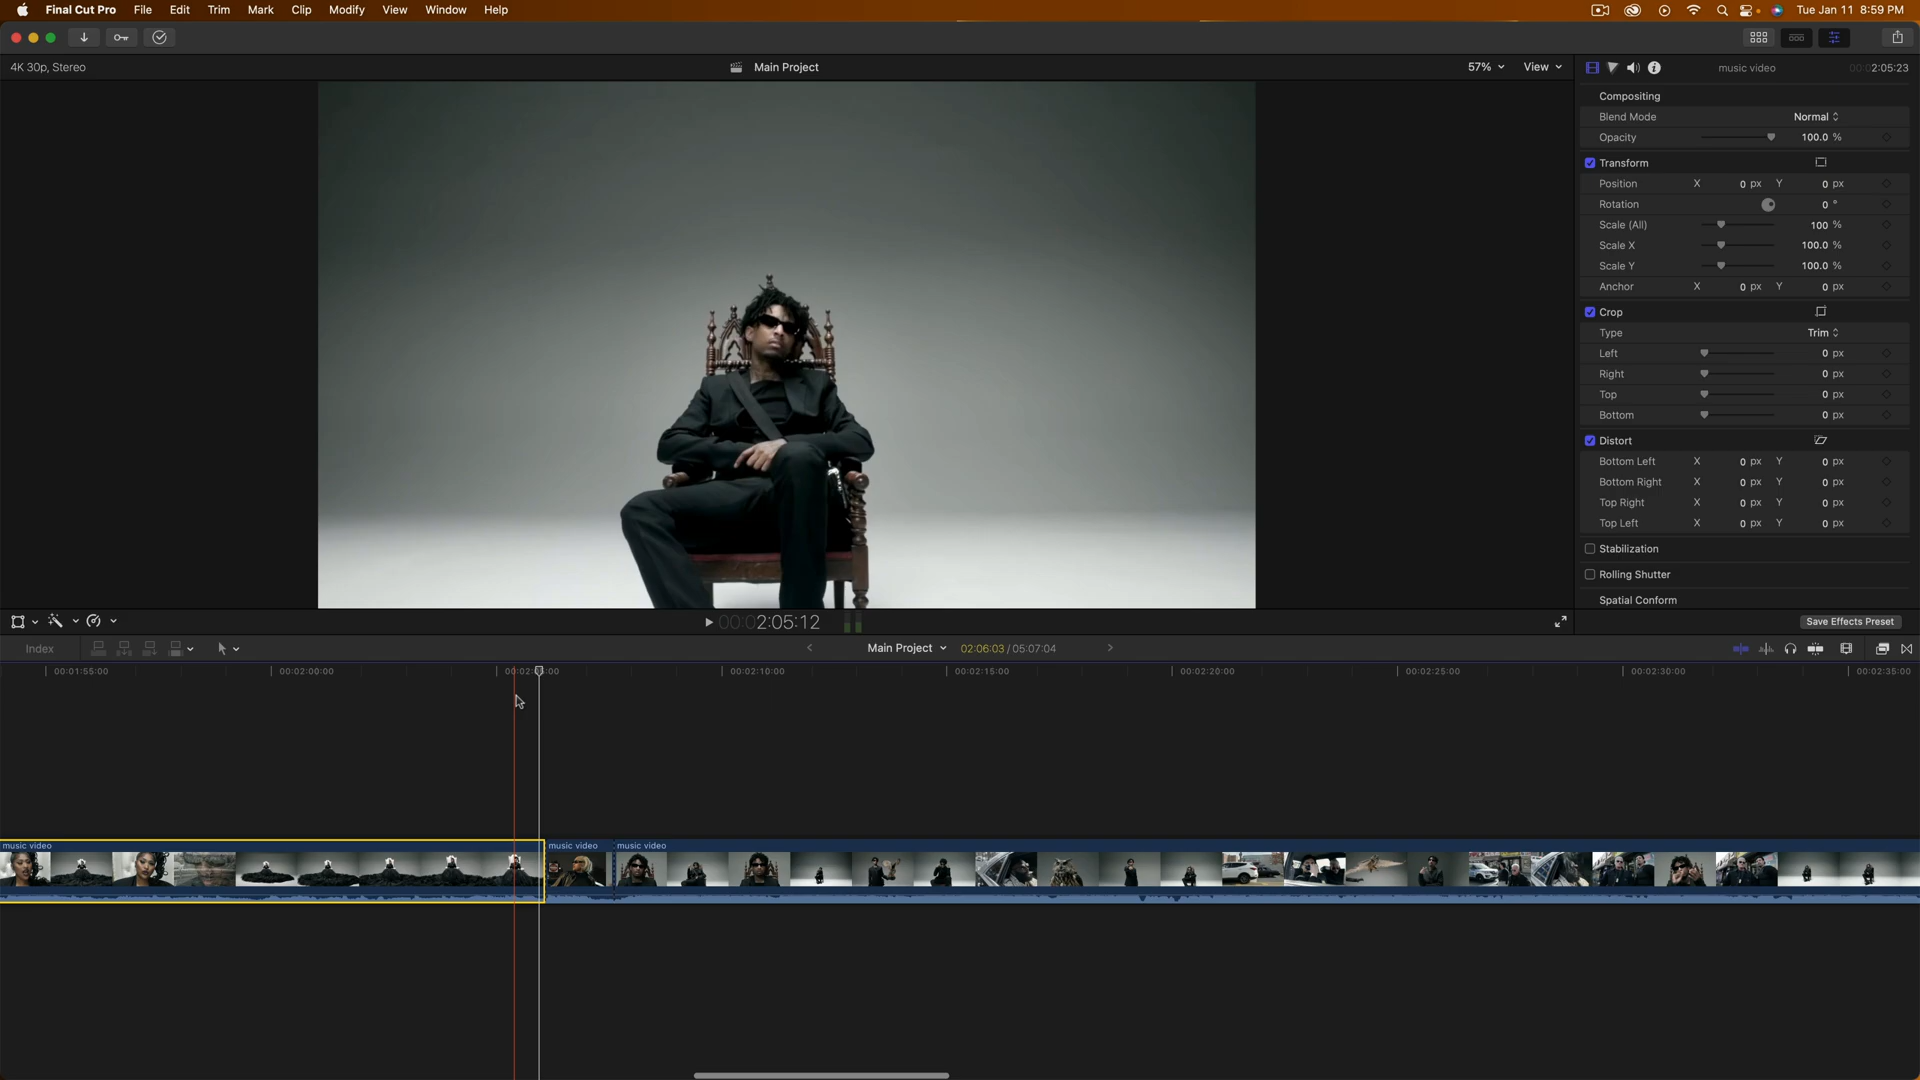 Final Cut Pro File Edit Trim Mark Clip Modify View Window Help Tue Jan 11 8:59 PM
4K 30p, Stereo Main Project 57% View music video 00:02:05:23
Compositing
Blend Mode Normal
Opacity 100.0 %
Transform
Position X 0 px Y 0 px
Rotation 0 °
Scale (All) 100 %
Scale X 100.0 %
Scale Y 100.0 %
Anchor X 0 px Y 0 px
Crop
Type Trim
Left 0 px
Right 0 px
Top 0 px
Bottom 0 px
Distort
Bottom Left X 0 px Y 0 px
Bottom Right X 0 px Y 0 px
Top Right X 0 px Y 0 px
Top Left X 0 px Y 0 px
Stabilization
Rolling Shutter
Spatial Conform
00:02:05:12 Save Effects Preset
Index Main Project 02:06:03 / 05:07:04
00:01:55:00 00:02:00:00 00:02:05:00 00:02:10:00 00:02:15:00 00:02:20:00 00:02:25:00 00:02:30:00 00:02:35:00
music video music video music video